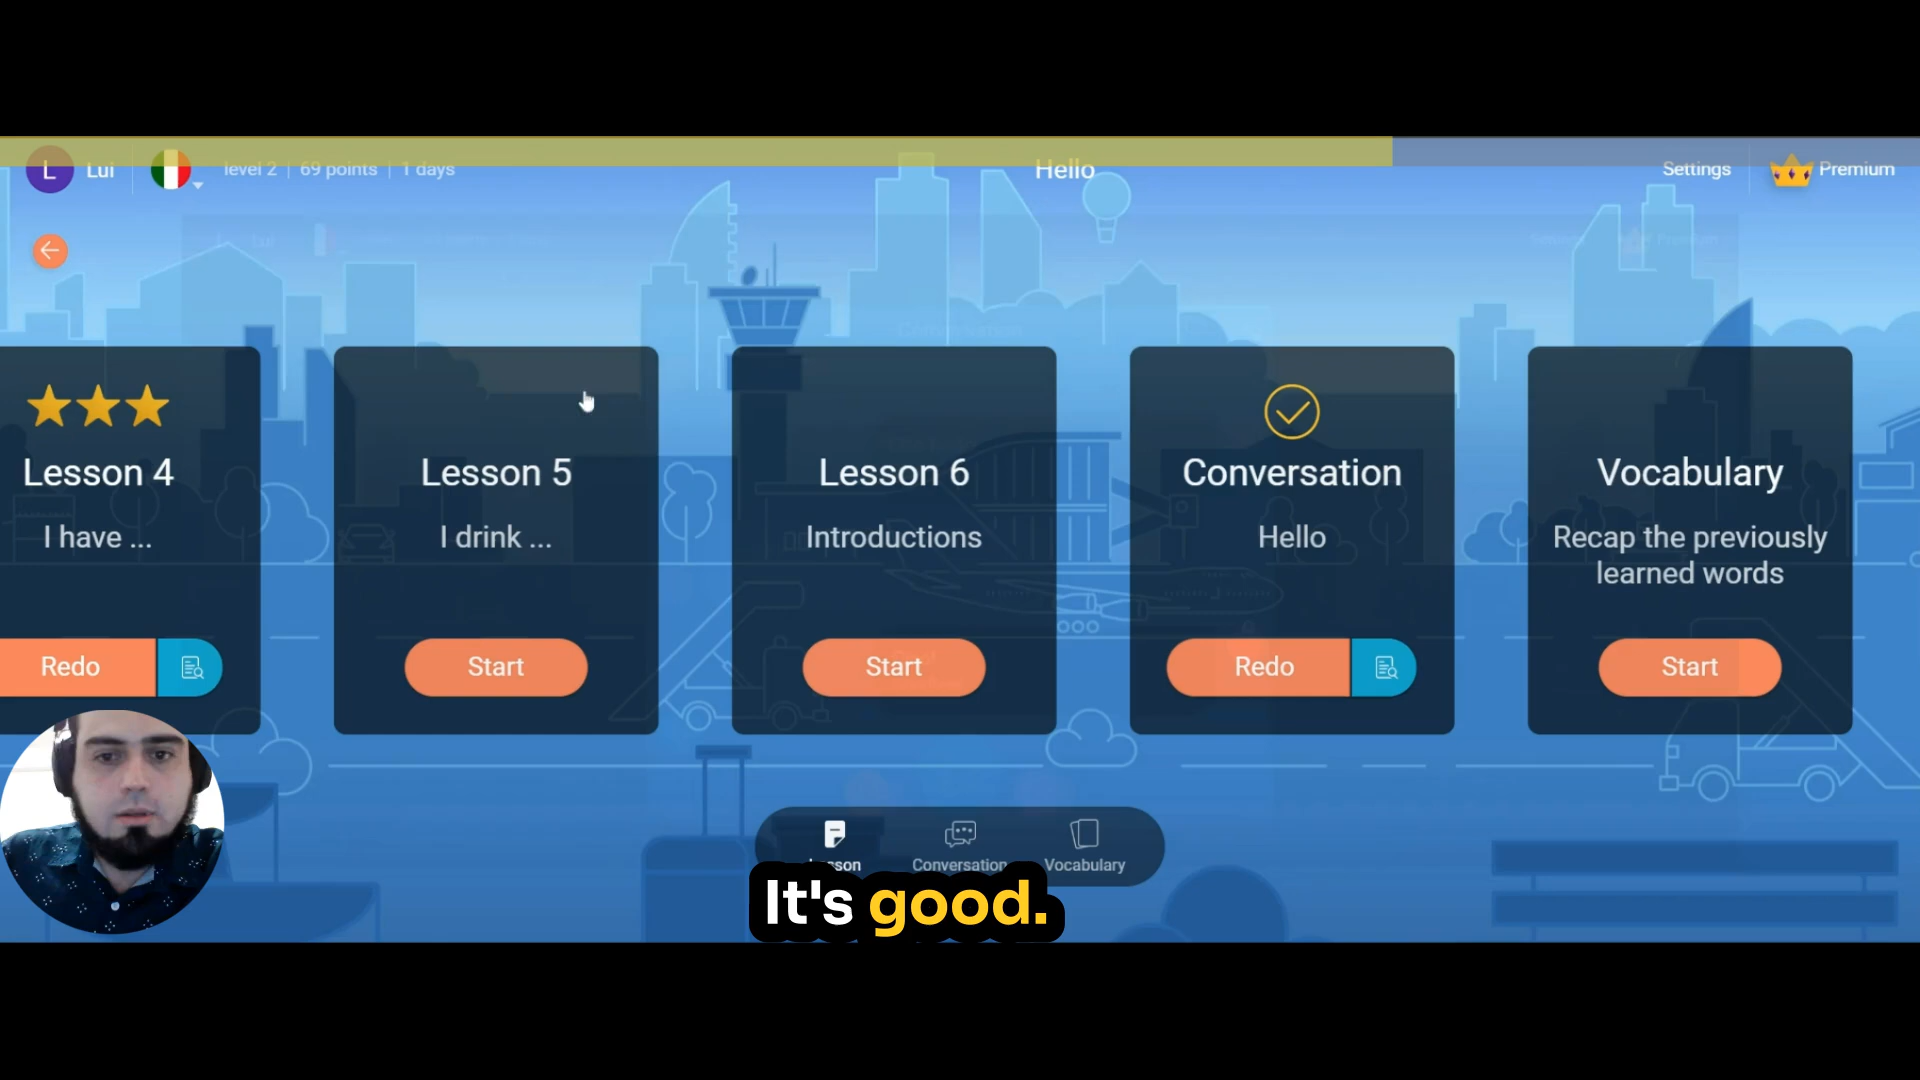 L Lui level 2 | 69 points | 1 days Hello Settings Premium
Lesson 4
I have ...
Redo
Lesson 5
I drink ...
Start
Lesson 6
Introductions
Start
Conversation
Hello
Redo
Vocabulary
Recap the previously
learned words
Start
Conversation Vocabulary
It's good.